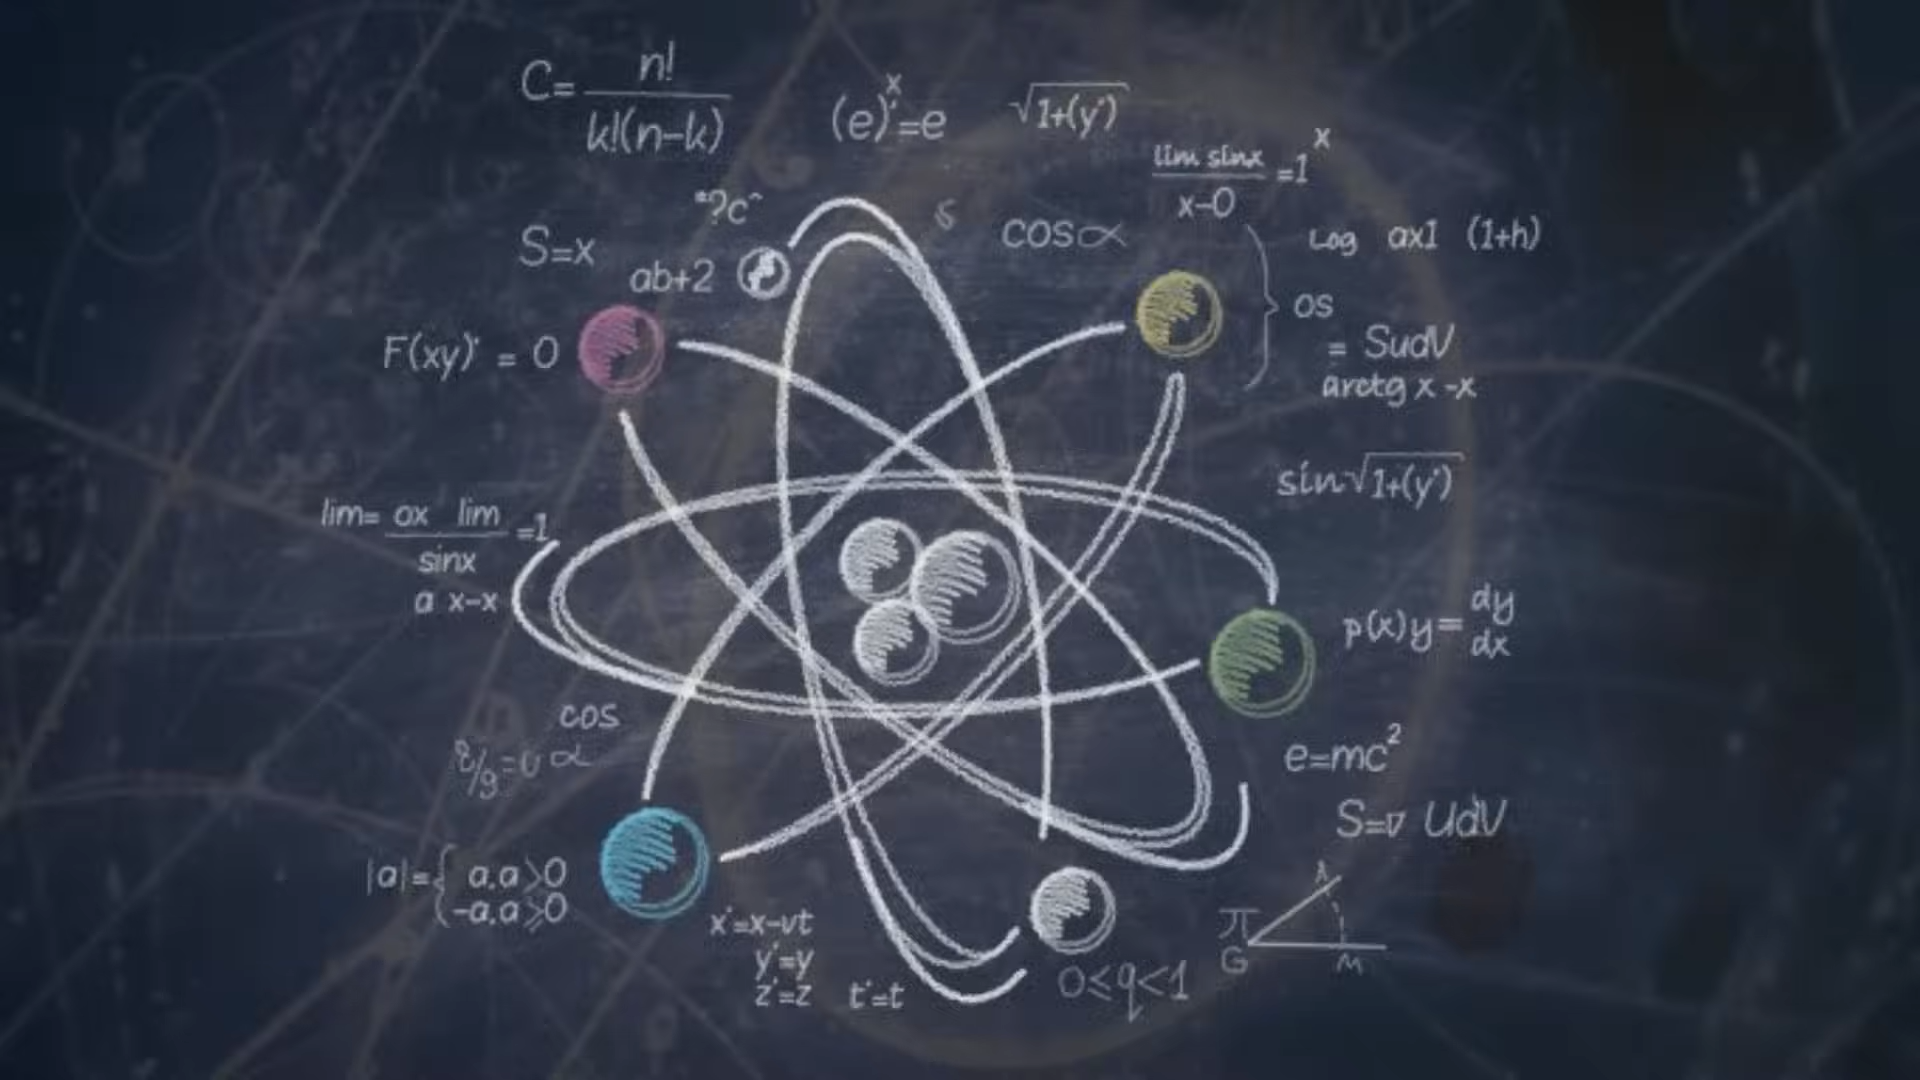 C= n!
k!(n-k)
(e)'=e
x
√1+(y')
lim sinx =1
x-0
x
"?c^
S=x
ab+2
cos∝
Log ax1 (1+h)
os
= SudV
arctg x -x
F(xy)' = 0
sin√1+(y')
lim= ox lim =1
sinx
a x-x
p(x)y= dy
dx
cos
∝
e=mc²
S=▿ UdV
|a|={ a.a>0
-a.a≥0
x'=x-vt
y'=y
z'=z t'=t
0≤q<1
π
A
G M